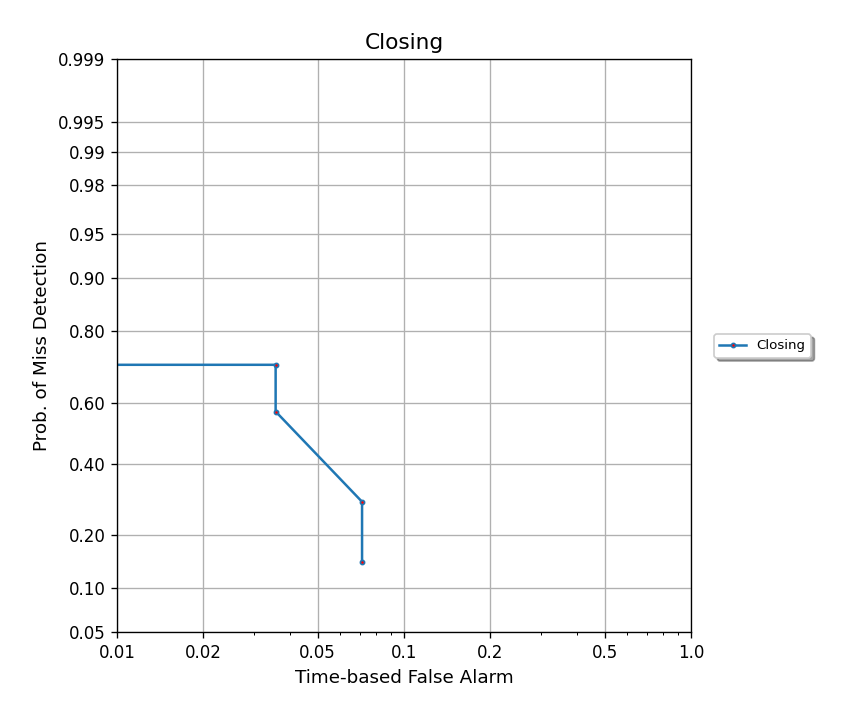 Closing
0.999
0.995
0.99
0.98
0.95
0.90
0.80
0.60
0.40
0.20
0.10
0.05
Prob. of Miss Detection
0.01 0.02 0.05 0.1 0.2 0.5 1.0
Time-based False Alarm
Closing